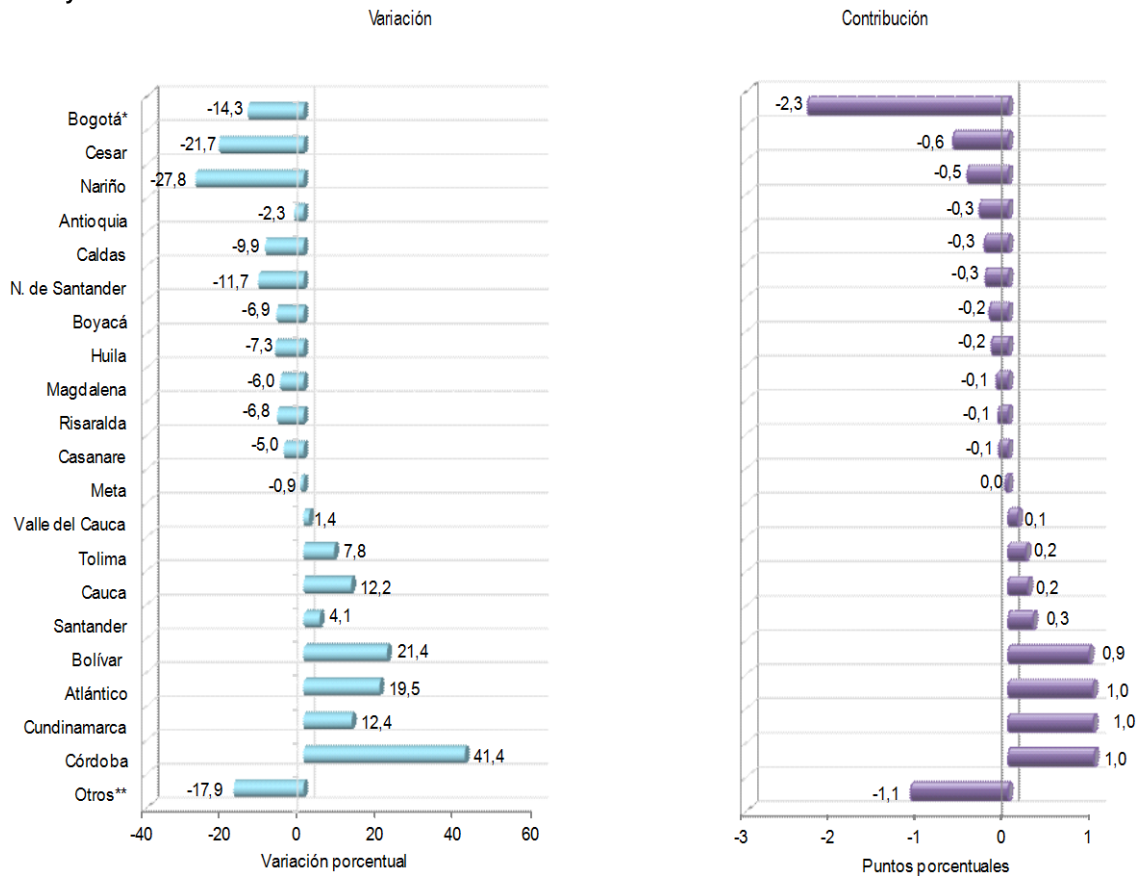 Variación
Contribución
Bogotá* -14,3 -2,3
Cesar -21,7 -0,6
Nariño -27,8 -0,5
Antioquia -2,3 -0,3
Caldas -9,9 -0,3
N. de Santander -11,7 -0,3
Boyacá -6,9 -0,2
Huila -7,3 -0,2
Magdalena -6,0 -0,1
Risaralda -6,8 -0,1
Casanare -5,0 -0,1
Meta -0,9 0,0
Valle del Cauca 1,4 0,1
Tolima 7,8 0,2
Cauca 12,2 0,2
Santander 4,1 0,3
Bolívar 21,4 0,9
Atlántico 19,5 1,0
Cundinamarca 12,4 1,0
Córdoba 41,4 1,0
Otros** -17,9 -1,1
-40 -20 0 20 40 60
Variación porcentual
-3 -2 -1 0 1
Puntos porcentuales